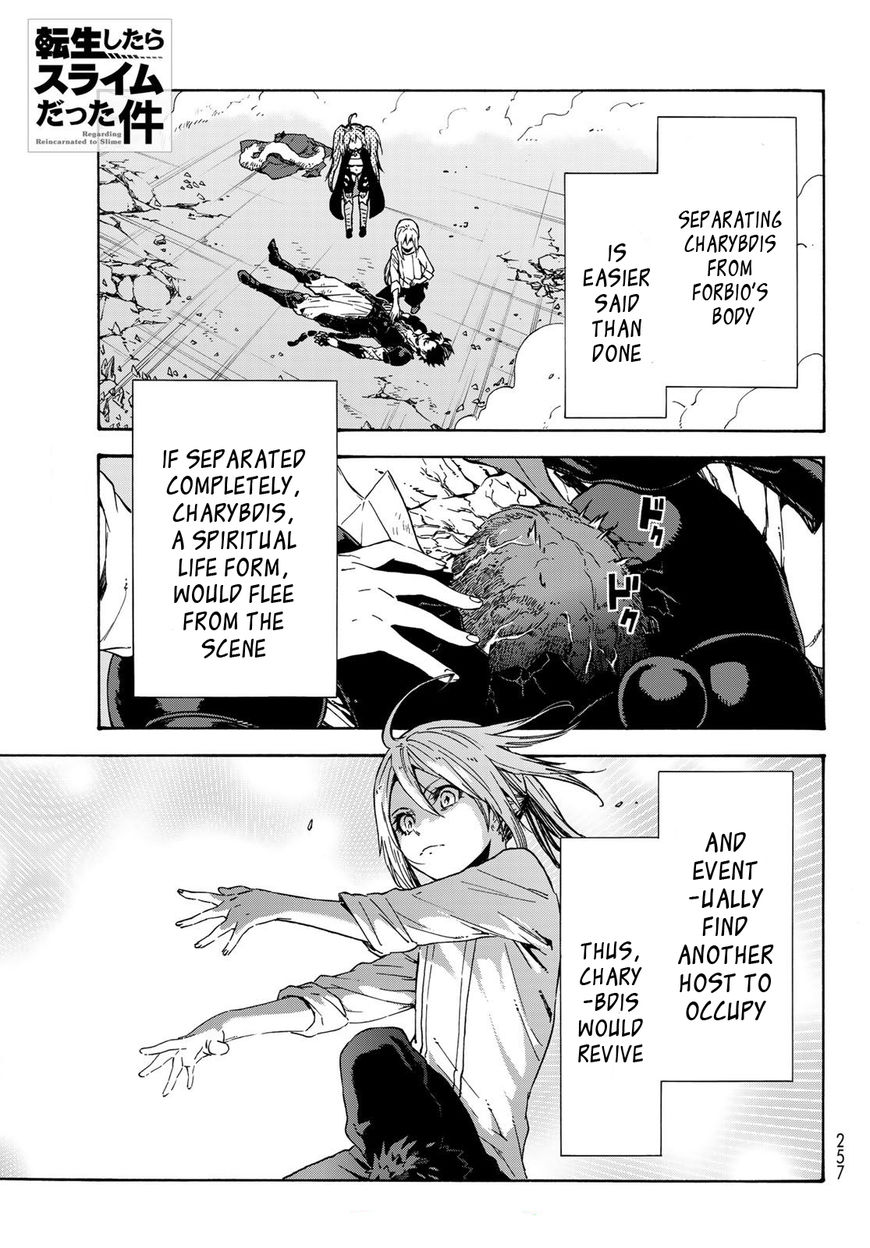 転生したら
スライム
だった件
Regarding
Reincarnated to Slime
SEPARATING
CHARYBDIS
FROM
FORBIO'S
BODY
IS
EASIER
SAID
THAN
DONE
IF SEPARATED
COMPLETELY,
CHARYBDIS,
A SPIRITUAL
LIFE FORM,
WOULD FLEE
FROM THE
SCENE
ドク
ドク
AND
EVENT
-UALLY
FIND
ANOTHER
HOST TO
OCCUPY
THUS,
CHARY
-BDIS
WOULD
REVIVE
257